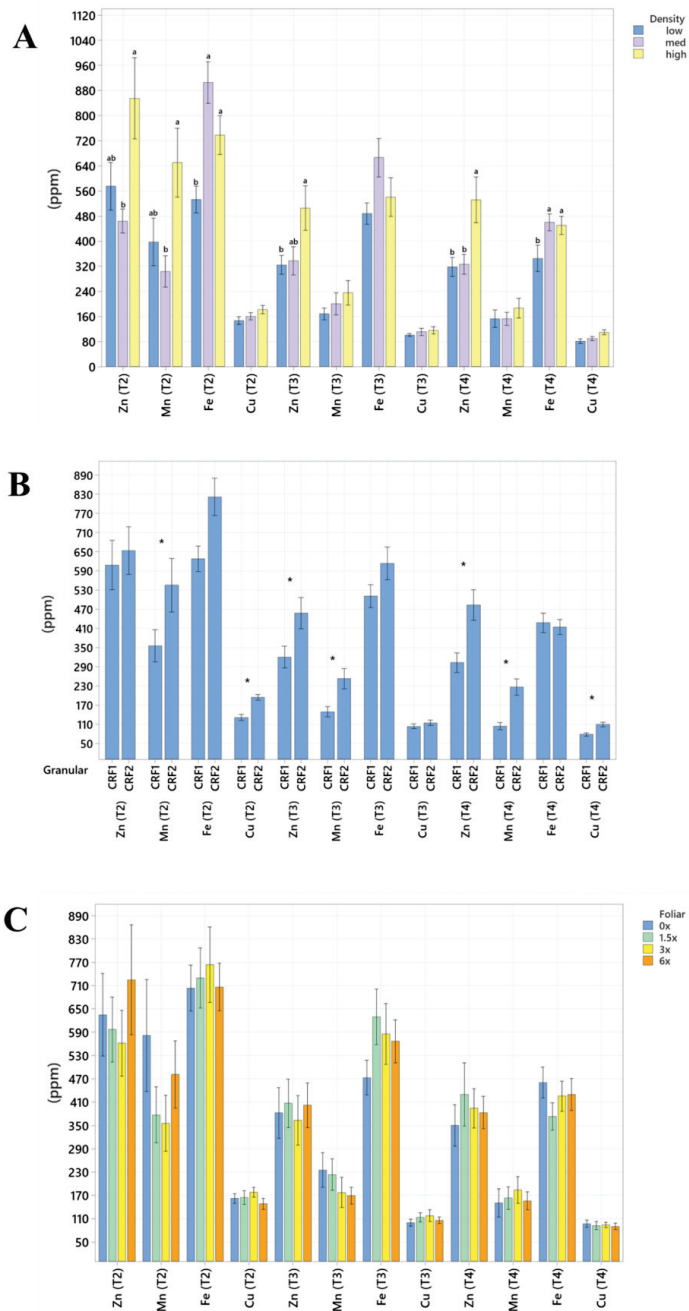 A
Density
low
med
high
1120
1040
960
880
800
720
640
560
480
400
320
240
160
80
0
(ppm)
ab
b
a
ab
b
a
b
a
a
b
ab
a
b
b
a
b
a
a
Zn (T2)
Mn (T2)
Fe (T2)
Cu (T2)
Zn (T3)
Mn (T3)
Fe (T3)
Cu (T3)
Zn (T4)
Mn (T4)
Fe (T4)
Cu (T4)
B
890
830
770
710
650
590
530
470
410
350
290
230
170
110
50
(ppm)
*
*
*
*
*
*
*
Granular
CRF1 CRF2 CRF1 CRF2 CRF1 CRF2 CRF1 CRF2 CRF1 CRF2 CRF1 CRF2 CRF1 CRF2 CRF1 CRF2 CRF1 CRF2 CRF1 CRF2 CRF1 CRF2 CRF1 CRF2
Zn (T2)
Mn (T2)
Fe (T2)
Cu (T2)
Zn (T3)
Mn (T3)
Fe (T3)
Cu (T3)
Zn (T4)
Mn (T4)
Fe (T4)
Cu (T4)
C
Foliar
0x
1.5x
3x
6x
890
830
770
710
650
590
530
470
410
350
290
230
170
110
50
(ppm)
Zn (T2)
Mn (T2)
Fe (T2)
Cu (T2)
Zn (T3)
Mn (T3)
Fe (T3)
Cu (T3)
Zn (T4)
Mn (T4)
Fe (T4)
Cu (T4)